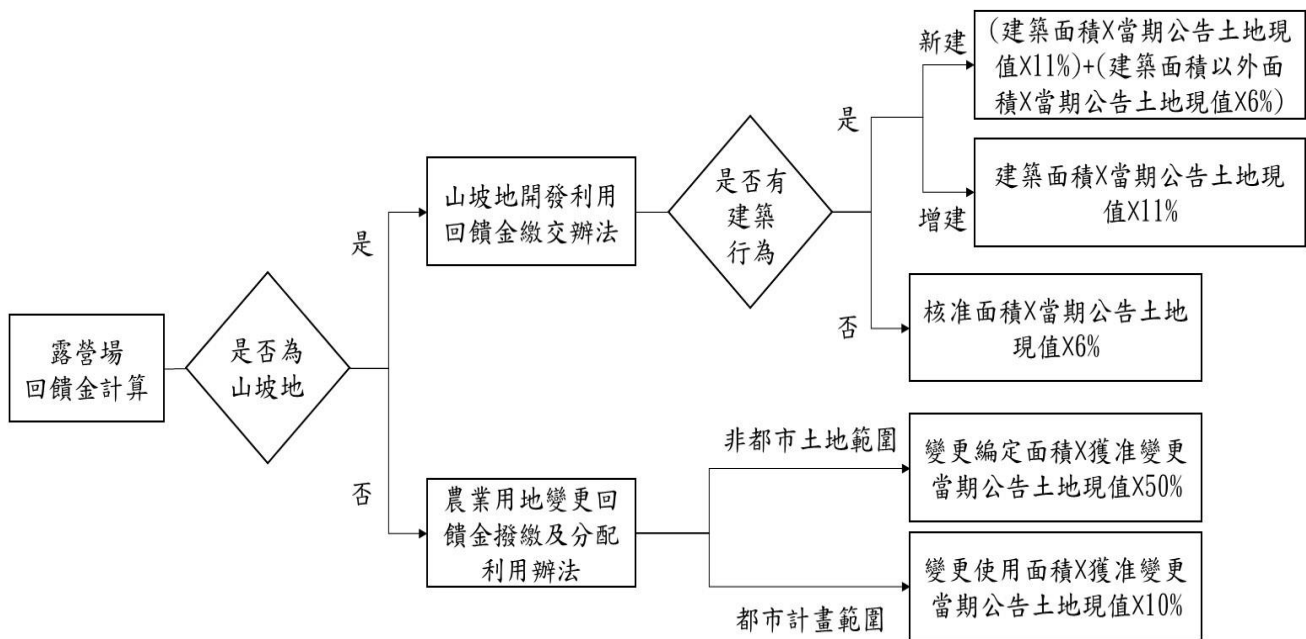 露營場
回饋金計算
是否為
山坡地
是
山坡地開發利用
回饋金繳交辦法
是否有
建築
行為
是
新建
(建築面積X當期公告土地現
值X11%)+(建築面積以外面
積X當期公告土地現值X6%)
增建
建築面積X當期公告土地現
值X11%
否
核准面積X當期公告土地
現值X6%
否
農業用地變更回
饋金撥繳及分配
利用辦法
非都市土地範圍
變更編定面積X獲准變更
當期公告土地現值X50%
都市計畫範圍
變更使用面積X獲准變更
當期公告土地現值X10%